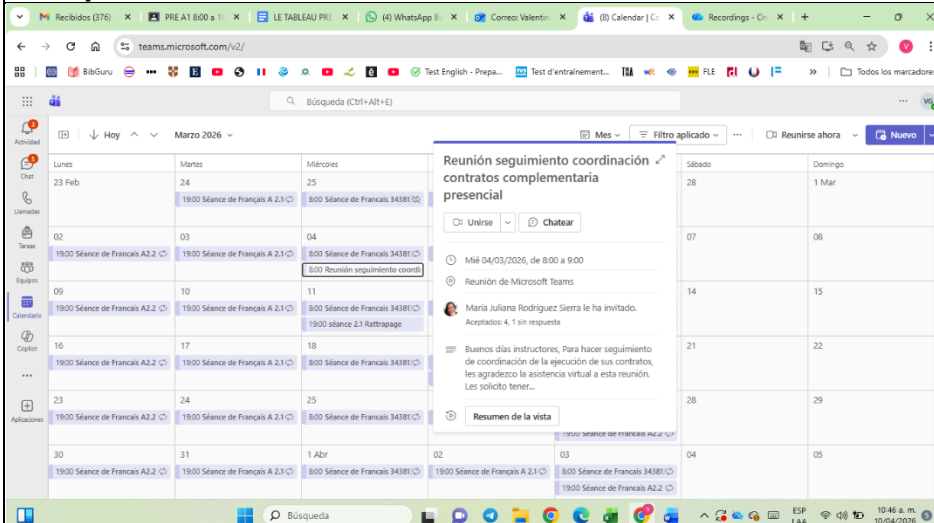 Recibidos (376)
PRE A1 8:00 a 10
LE TABLEAU PRE
(4) WhatsApp B
Correo: Valentin
(8) Calendar | Ca
Recordings - On
teams.microsoft.com/v2/
BibGuru
Test English - Prepa...
Test d'entraînement...
FLE
Todos los marcadores
Búsqueda (Ctrl+Alt+E)
Hoy
Marzo 2026
Mes
Filtro aplicado
Reunirse ahora
Nuevo
Actividad
Chat
Llamadas
Tareas
Equipos
Calendario
Copilot
Aplicaciones
Lunes
Martes
Miércoles
Sábado
Domingo
23 Feb
24
25
28
1 Mar
19:00 Séance de Français A 2.1
8:00 Séance de Francais 34381
02
03
04
07
08
19:00 Séance de Francais A2.2
19:00 Séance de Français A 2.1
8:00 Séance de Francais 34381
8:00 Reunión seguimiento coordi
09
10
11
14
15
19:00 Séance de Francais A2.2
19:00 Séance de Français A 2.1
8:00 Séance de Francais 34381
19:00 séance 2.1 Rattrapage
16
17
18
21
22
19:00 Séance de Francais A2.2
19:00 Séance de Français A 2.1
8:00 Séance de Francais 34381
23
24
25
28
29
19:00 Séance de Francais A2.2
19:00 Séance de Français A 2.1
8:00 Séance de Francais 34381
19:00 Séance de Francais A2.2
30
31
1 Abr
02
03
04
05
19:00 Séance de Francais A2.2
19:00 Séance de Français A 2.1
8:00 Séance de Francais 34381
19:00 Séance de Français A 2.1
8:00 Séance de Francais 34381
19:00 Séance de Francais A2.2
Reunión seguimiento coordinación
contratos complementaria
presencial
Unirse
Chatear
Mié 04/03/2026, de 8:00 a 9:00
Reunión de Microsoft Teams
María Juliana Rodríguez Sierra le ha invitado.
Aceptados: 4, 1 sin respuesta
Buenos días instructores, Para hacer seguimiento
de coordinación de la ejecución de sus contratos,
les agradezco la asistencia virtual a esta reunión.
Les solicito tener...
Resumen de la vista
Búsqueda
ESP
LAA
10:46 a. m.
10/04/2026